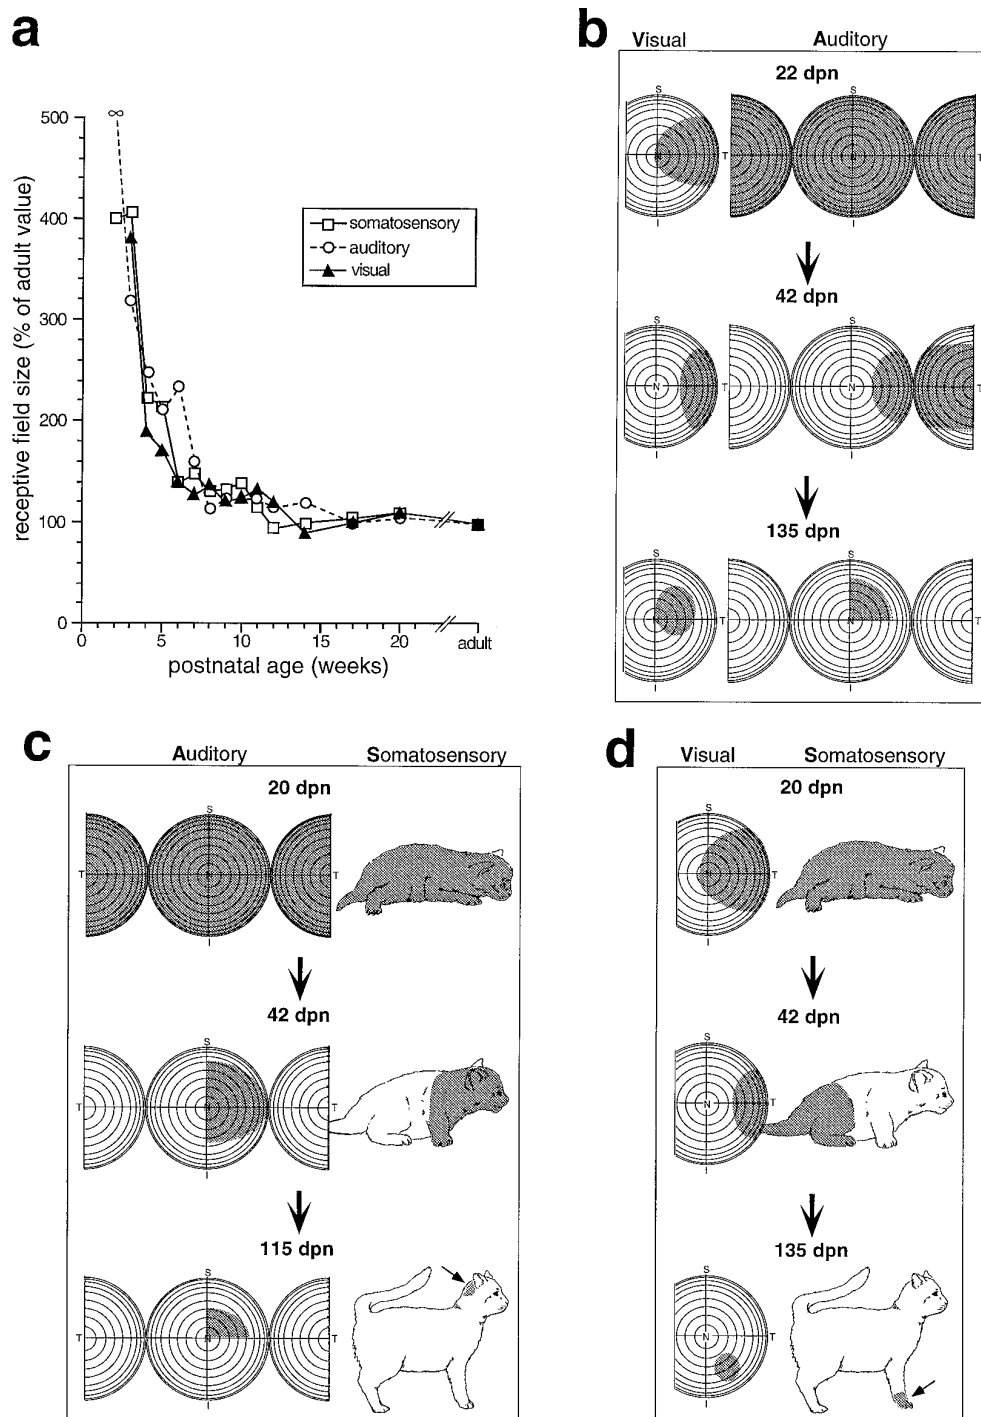 a
receptive field size (% of adult value)
500
400
300
200
100
0
∞
somatosensory
auditory
visual
0 5 10 15 20 adult
postnatal age (weeks)
b
Visual Auditory
22 dpn
S S
N T N T
I I
42 dpn
S S
N T N T
I I
135 dpn
S S
N T N T
I I
c
Auditory Somatosensory
20 dpn
S
T N T
I
42 dpn
S
T N T
I
115 dpn
S
T N T
I
d
Visual Somatosensory
20 dpn
S
N T
I
42 dpn
S
N T
I
135 dpn
S
N T
I